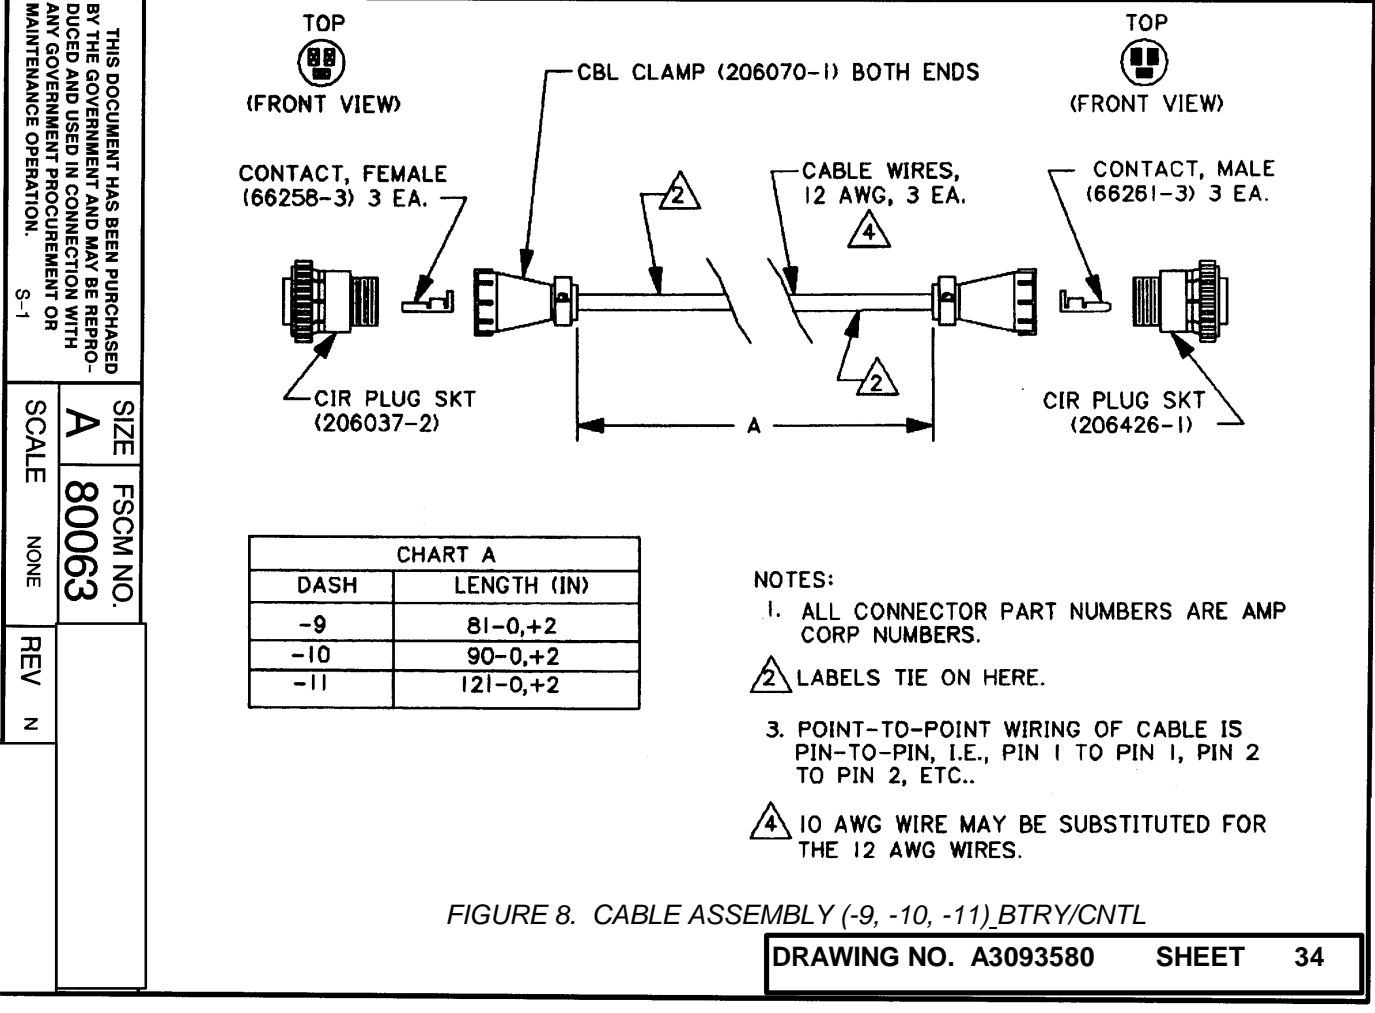 THIS DOCUMENT HAS BEEN PURCHASED
BY THE GOVERNMENT AND MAY BE REPRO-
DUCED AND USED IN CONNECTION WITH
ANY GOVERNMENT PROCUREMENT OR
MAINTENANCE OPERATION. S-1
SIZE
A
FSCM NO.
80063
SCALE NONE
REV N
TOP
(FRONT VIEW)
CBL CLAMP (206070-1) BOTH ENDS
TOP
(FRONT VIEW)
CONTACT, FEMALE
(66258-3) 3 EA.
2
CABLE WIRES,
12 AWG, 3 EA.
4
CONTACT, MALE
(66261-3) 3 EA.
2
CIR PLUG SKT
(206037-2)
A
CIR PLUG SKT
(206426-1)
CHART A
DASH LENGTH (IN)
-9 81-0,+2
-10 90-0,+2
-11 121-0,+2
NOTES:
1. ALL CONNECTOR PART NUMBERS ARE AMP
CORP NUMBERS.
2 LABELS TIE ON HERE.
3. POINT-TO-POINT WIRING OF CABLE IS
PIN-TO-PIN, I.E., PIN 1 TO PIN 1, PIN 2
TO PIN 2, ETC..
4 10 AWG WIRE MAY BE SUBSTITUTED FOR
THE 12 AWG WIRES.
FIGURE 8. CABLE ASSEMBLY (-9, -10, -11) BTRY/CNTL
DRAWING NO. A3093580 SHEET 34